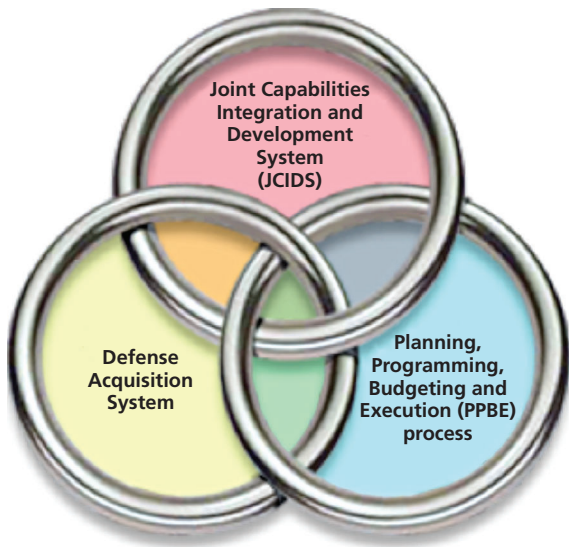 Joint Capabilities
Integration and
Development
System
(JCIDS)
Defense
Acquisition
System
Planning,
Programming,
Budgeting and
Execution (PPBE)
process